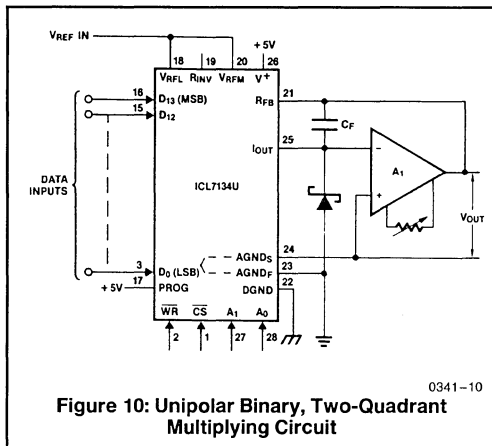 VREF IN
+5V
18 19 20 26
VRFL RINV VRFM V+
16 D13 (MSB)
15 D12
RFB 21
CF
IOUT 25
ICL7134U
A1
DATA
INPUTS
VOUT
AGNDS 24
3 D0 (LSB)
AGNDF 23
17 +5V PROG
DGND 22
WR CS A1 A0
2 1 27 28
0341-10
Figure 10: Unipolar Binary, Two-Quadrant
Multiplying Circuit